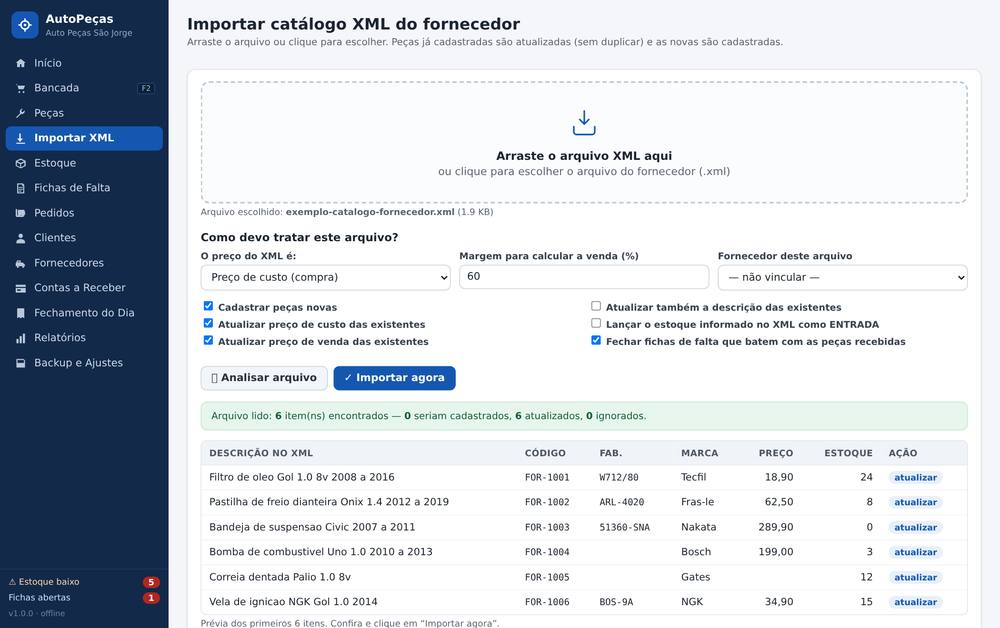 AutoPeças
Auto Peças São Jorge
Início
Bancada F2
Peças
Importar XML
Estoque
Fichas de Falta
Pedidos
Clientes
Fornecedores
Contas a Receber
Fechamento do Dia
Relatórios
Backup e Ajustes
⚠ Estoque baixo 5
Fichas abertas 1
v1.0.0 · offline
Importar catálogo XML do fornecedor
Arraste o arquivo ou clique para escolher. Peças já cadastradas são atualizadas (sem duplicar) e as novas são cadastradas.
Arraste o arquivo XML aqui
ou clique para escolher o arquivo do fornecedor (.xml)
Arquivo escolhido: exemplo-catalogo-fornecedor.xml (1.9 KB)
Como devo tratar este arquivo?
O preço do XML é: Margem para calcular a venda (%) Fornecedor deste arquivo
Preço de custo (compra) 60 — não vincular —
Cadastrar peças novas Atualizar também a descrição das existentes
Atualizar preço de custo das existentes Lançar o estoque informado no XML como ENTRADA
Atualizar preço de venda das existentes Fechar fichas de falta que batem com as peças recebidas
Analisar arquivo ✓ Importar agora
Arquivo lido: 6 item(ns) encontrados — 0 seriam cadastrados, 6 atualizados, 0 ignorados.
DESCRIÇÃO NO XML CÓDIGO FAB. MARCA PREÇO ESTOQUE AÇÃO
Filtro de oleo Gol 1.0 8v 2008 a 2016 FOR-1001 W712/80 Tecfil 18,90 24 atualizar
Pastilha de freio dianteira Onix 1.4 2012 a 2019 FOR-1002 ARL-4020 Fras-le 62,50 8 atualizar
Bandeja de suspensao Civic 2007 a 2011 FOR-1003 51360-SNA Nakata 289,90 0 atualizar
Bomba de combustivel Uno 1.0 2010 a 2013 FOR-1004 Bosch 199,00 3 atualizar
Correia dentada Palio 1.0 8v FOR-1005 Gates 12 atualizar
Vela de ignicao NGK Gol 1.0 2014 FOR-1006 BOS-9A NGK 34,90 15 atualizar
Prévia dos primeiros 6 itens. Confira e clique em “Importar agora”.